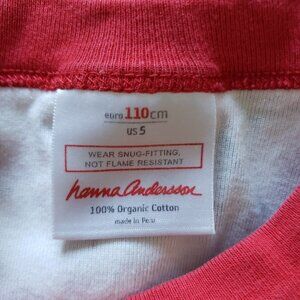 euro 110 cm
US 5
WEAR SNUG-FITTING,
NOT FLAME RESISTANT
hanna andersson
100% Organic Cotton
made in Peru